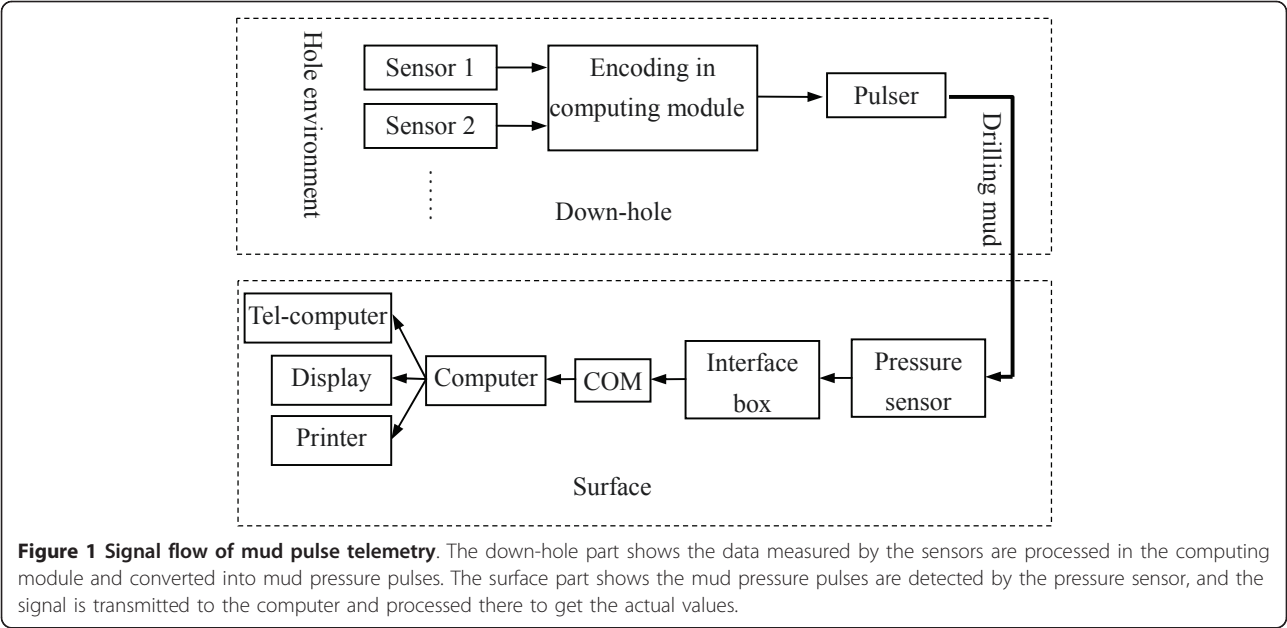 Hole environment
Sensor 1
Sensor 2
Encoding in
computing module
Pulser
Drilling mud
Down-hole
Tel-computer
Display
Printer
Computer
COM
Interface
box
Pressure
sensor
Surface
Figure 1 Signal flow of mud pulse telemetry. The down-hole part shows the data measured by the sensors are processed in the computing
module and converted into mud pressure pulses. The surface part shows the mud pressure pulses are detected by the pressure sensor, and the
signal is transmitted to the computer and processed there to get the actual values.